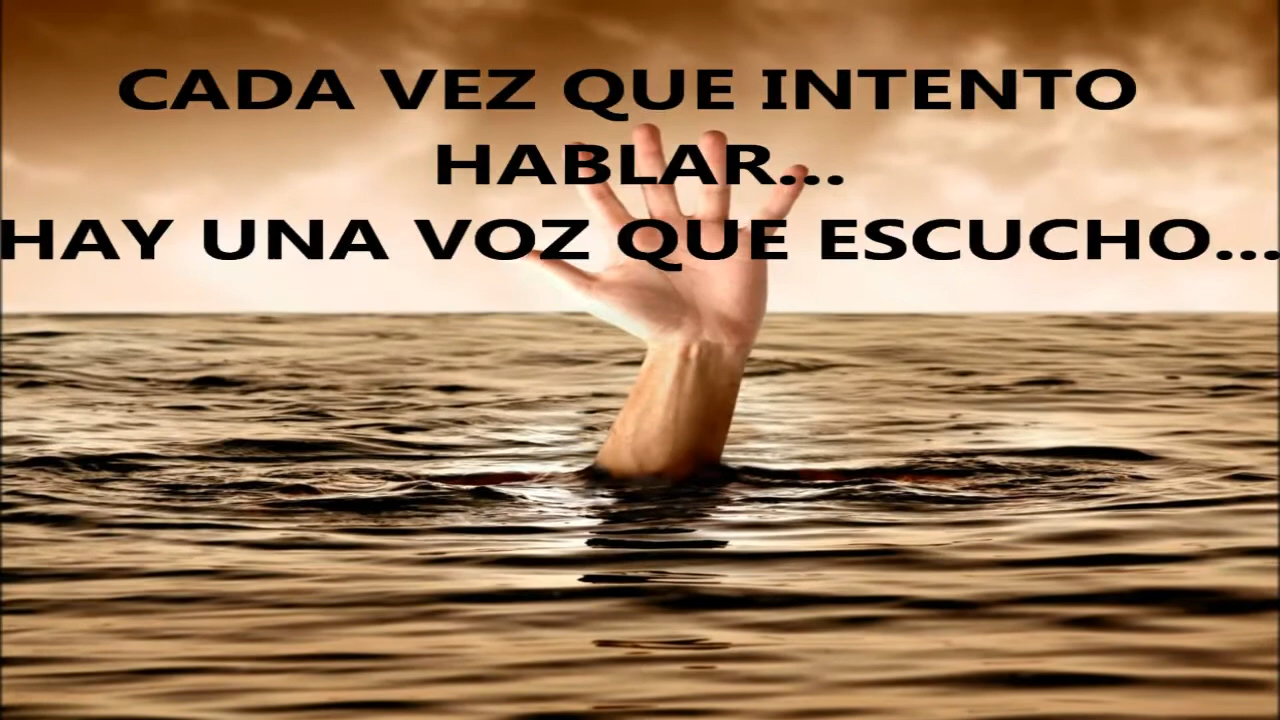 CADA VEZ QUE INTENTO
HABLAR...
HAY UNA VOZ QUE ESCUCHO...